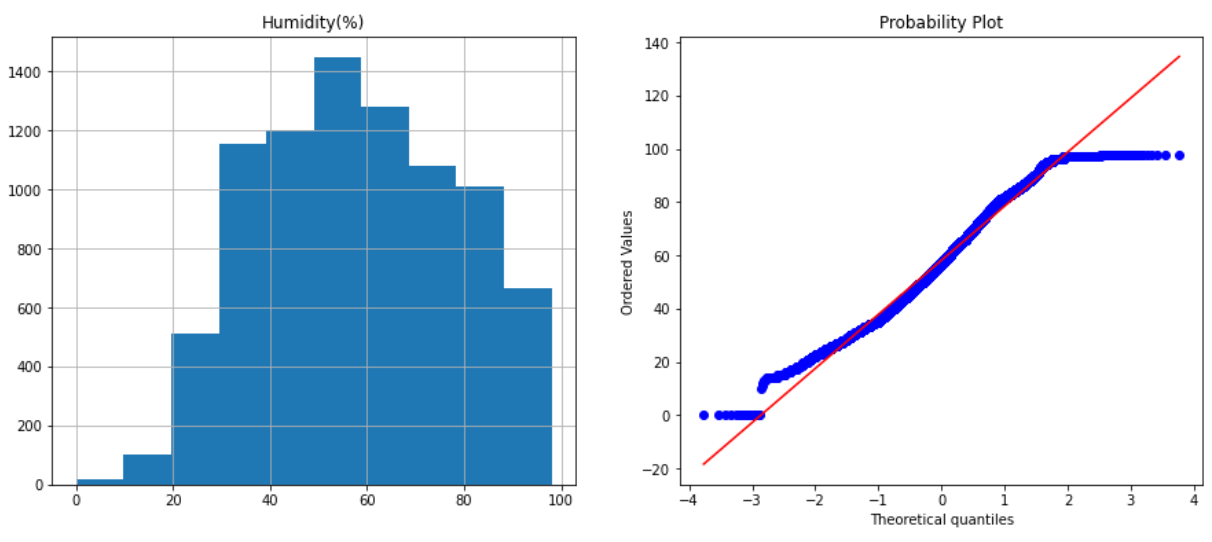 Humidity(%)
1400
1200
1000
800
600
400
200
0
0 20 40 60 80 100
Probability Plot
140
120
100
80
60
40
20
0
−20
Ordered Values
−4 −3 −2 −1 0 1 2 3 4
Theoretical quantiles